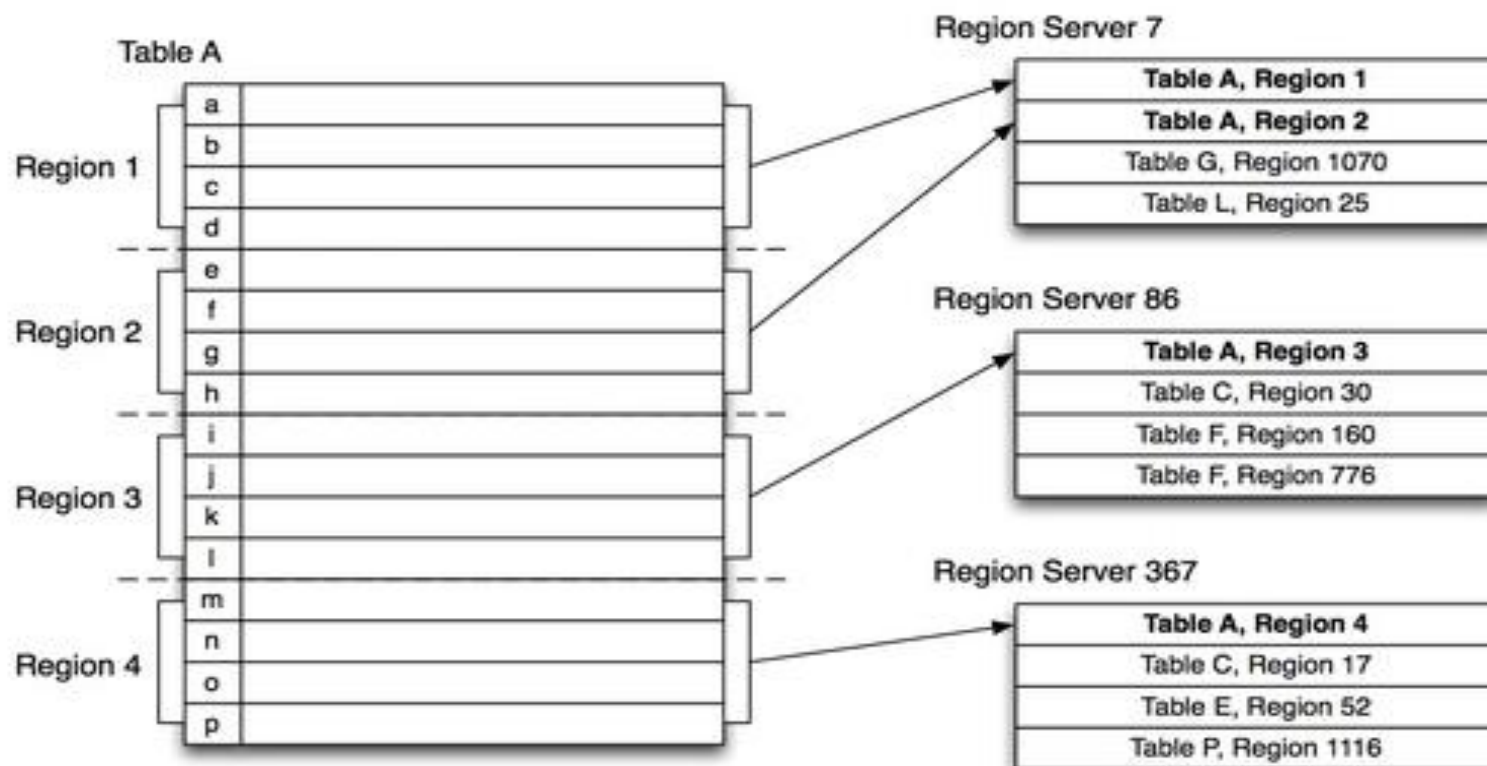 Table A
Region 1
a
b
c
d
Region 2
e
f
g
h
Region 3
i
j
k
l
Region 4
m
n
o
p
Region Server 7
Table A, Region 1
Table A, Region 2
Table G, Region 1070
Table L, Region 25
Region Server 86
Table A, Region 3
Table C, Region 30
Table F, Region 160
Table F, Region 776
Region Server 367
Table A, Region 4
Table C, Region 17
Table E, Region 52
Table P, Region 1116